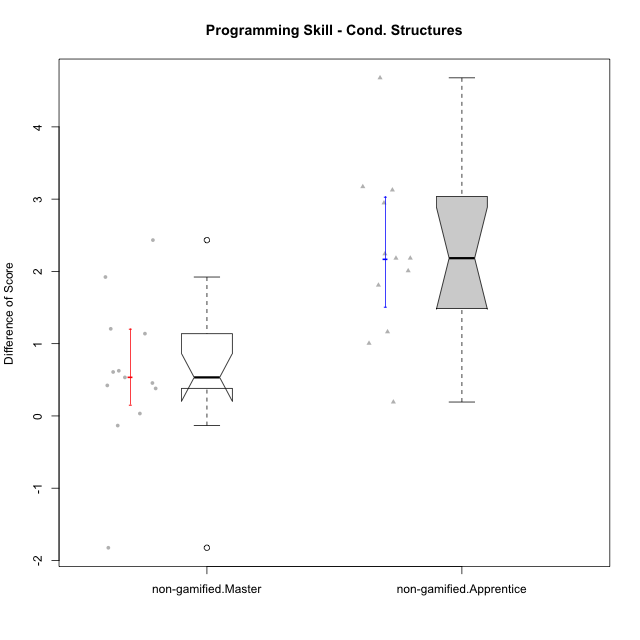 Programming Skill - Cond. Structures
Difference of Score
4
3
2
1
0
-1
-2
non-gamified.Master
non-gamified.Apprentice